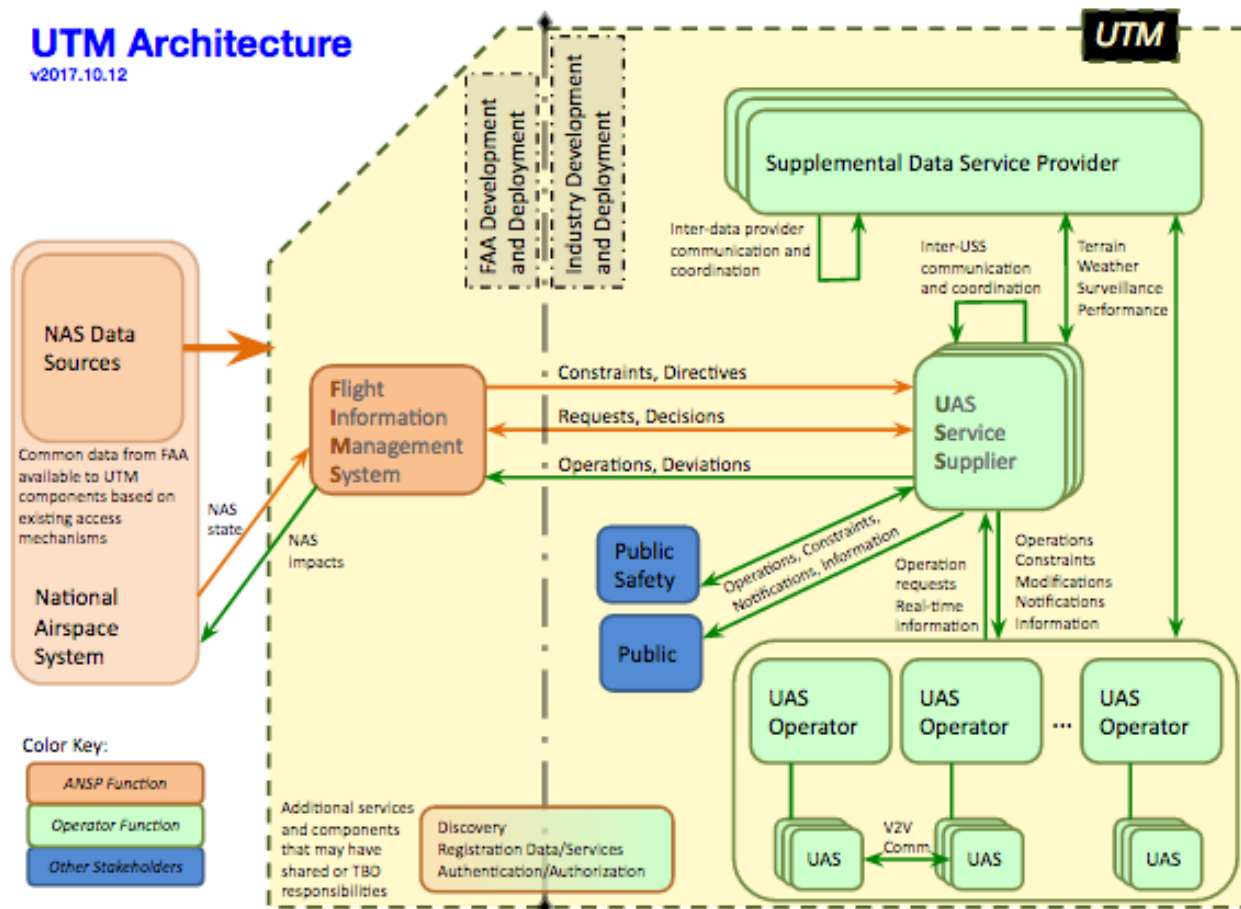 UTM Architecture
v2017.10.12
UTM
FAA Development
and Deployment
Industry Development
and Deployment
Supplemental Data Service Provider
Inter-data provider
communication and
coordination
Inter-USS
communication
and coordination
Terrain
Weather
Surveillance
Performance
NAS Data
Sources
Common data from FAA
available to UTM
components based on
existing access
mechanisms
National
Airspace
System
NAS
state
NAS
impacts
Flight
Information
Management
System
Constraints, Directives
Requests, Decisions
Operations, Deviations
UAS
Service
Supplier
Public
Safety
Public
Operations, Constraints,
Notifications, Information
Operation
requests
Real-time
information
Operations
Constraints
Modifications
Notifications
Information
UAS
Operator
UAS
Operator
...
UAS
Operator
UAS
V2V
Comm.
UAS
UAS
Color Key:
ANSP Function
Operator Function
Other Stakeholders
Additional services
and components
that may have
shared or TBD
responsibilities
Discovery
Registration Data/Services
Authentication/Authorization